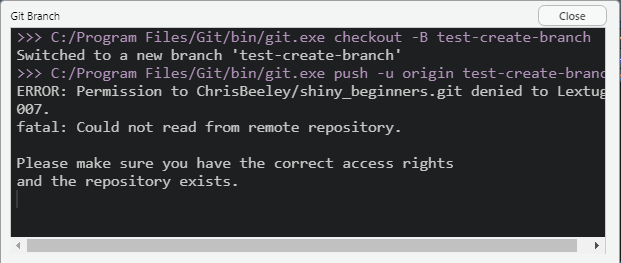 Git Branch
Close
>>> C:/Program Files/Git/bin/git.exe checkout -B test-create-branch
Switched to a new branch 'test-create-branch'
>>> C:/Program Files/Git/bin/git.exe push -u origin test-create-branc
ERROR: Permission to ChrisBeeley/shiny_beginners.git denied to Lextug
007.
fatal: Could not read from remote repository.
Please make sure you have the correct access rights
and the repository exists.